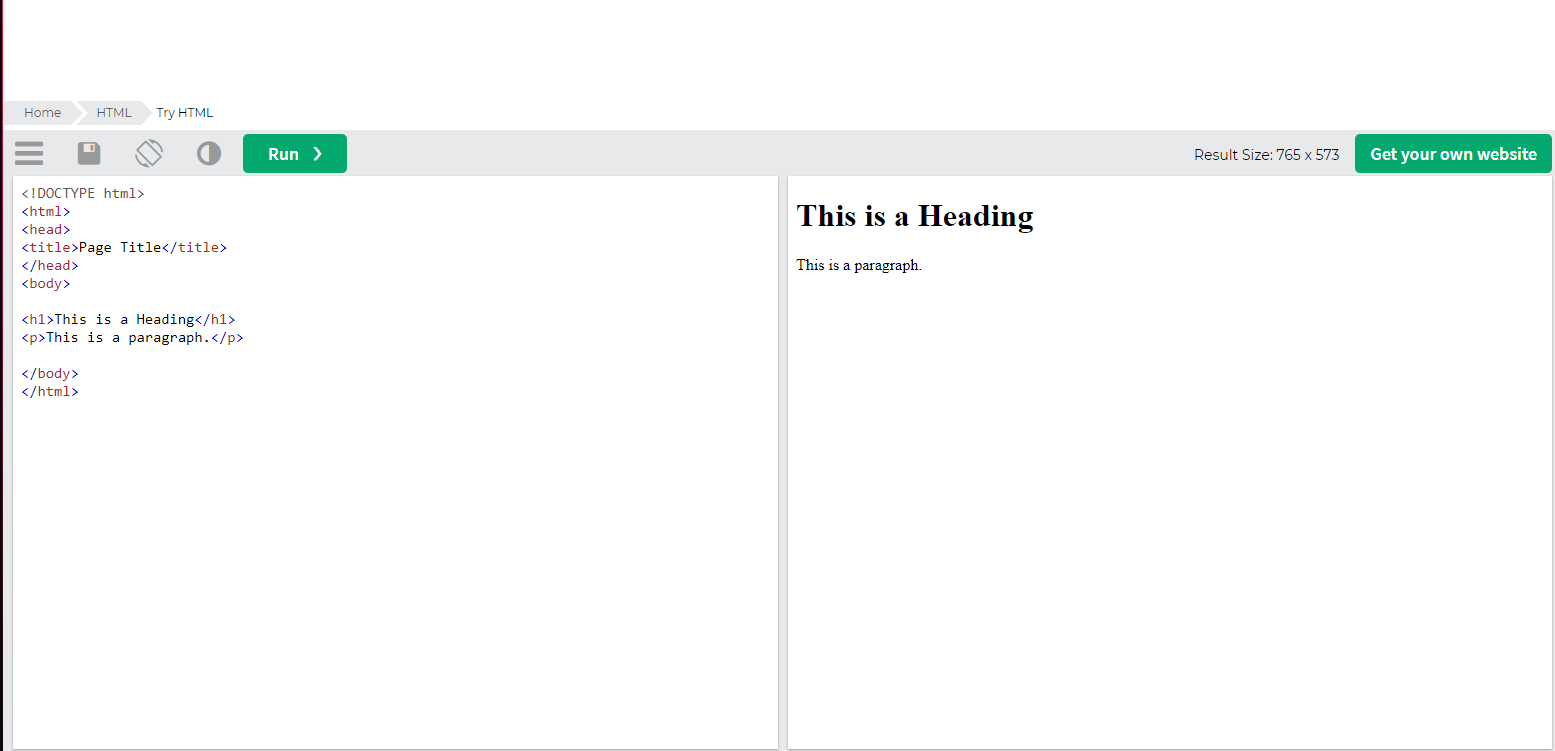 Home HTML Try HTML
Run ❯ Result Size: 765 x 573 Get your own website
<!DOCTYPE html>
<html>
<head>
<title>Page Title</title>
</head>
<body>
<h1>This is a Heading</h1>
<p>This is a paragraph.</p>
</body>
</html>
This is a Heading
This is a paragraph.